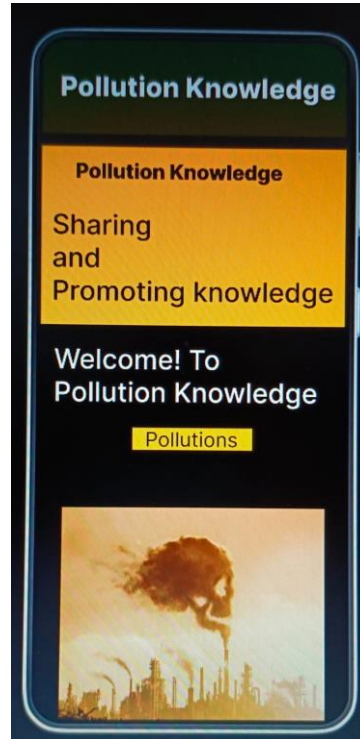 Pollution Knowledge
Pollution Knowledge
Sharing
and
Promoting knowledge
Welcome! To
Pollution Knowledge
Pollutions